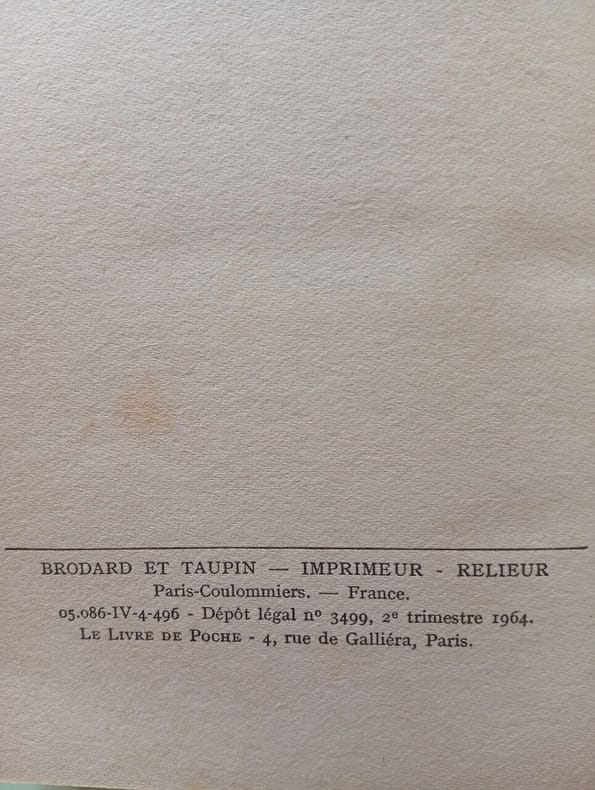 BRODARD ET TAUPIN — IMPRIMEUR - RELIEUR
Paris-Coulommiers. — France.
05.086-IV-4-496 - Dépôt légal nº 3499, 2ᵉ trimestre 1964.
LE LIVRE DE POCHE - 4, rue de Galliéra, Paris.